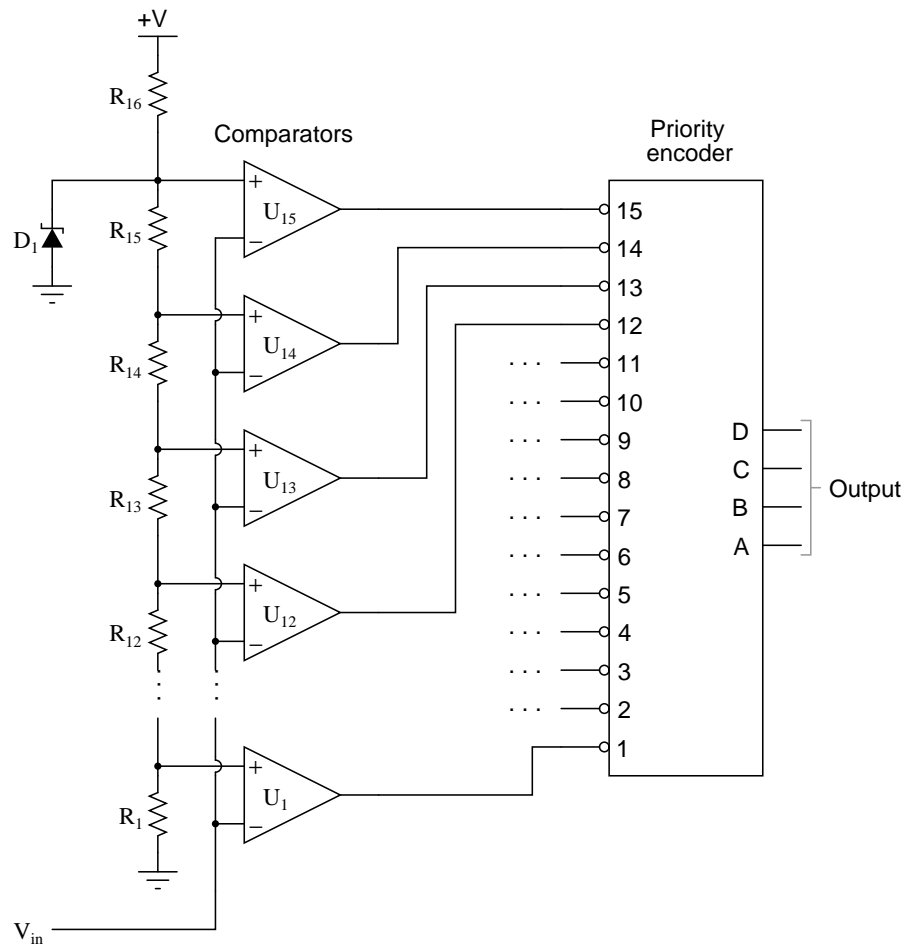 +V
R16
Comparators
Priority
encoder
+
−
U15
15
D1
R15
14
13
+
−
U14
12
R14
. . . 11
. . . 10
+
−
U13
. . . 9
D
R13
. . . 8
C
Output
. . . 7
B
. . . 6
A
+
−
U12
. . . 5
R12
. . . 4
. . . 3
. . . 2
1
+
−
U1
R1
Vin